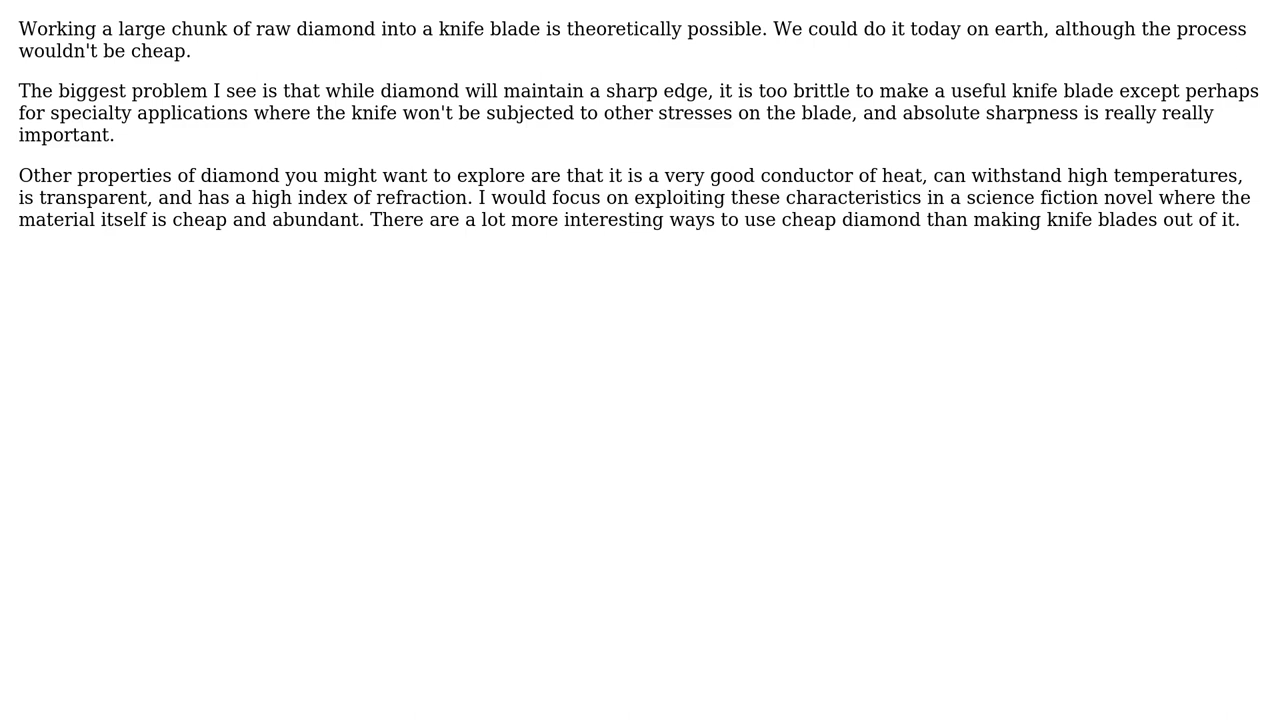 Working a large chunk of raw diamond into a knife blade is theoretically possible. We could do it today on earth, although the process
wouldn't be cheap.
The biggest problem I see is that while diamond will maintain a sharp edge, it is too brittle to make a useful knife blade except perhaps
for specialty applications where the knife won't be subjected to other stresses on the blade, and absolute sharpness is really really
important.
Other properties of diamond you might want to explore are that it is a very good conductor of heat, can withstand high temperatures,
is transparent, and has a high index of refraction. I would focus on exploiting these characteristics in a science fiction novel where the
material itself is cheap and abundant. There are a lot more interesting ways to use cheap diamond than making knife blades out of it.